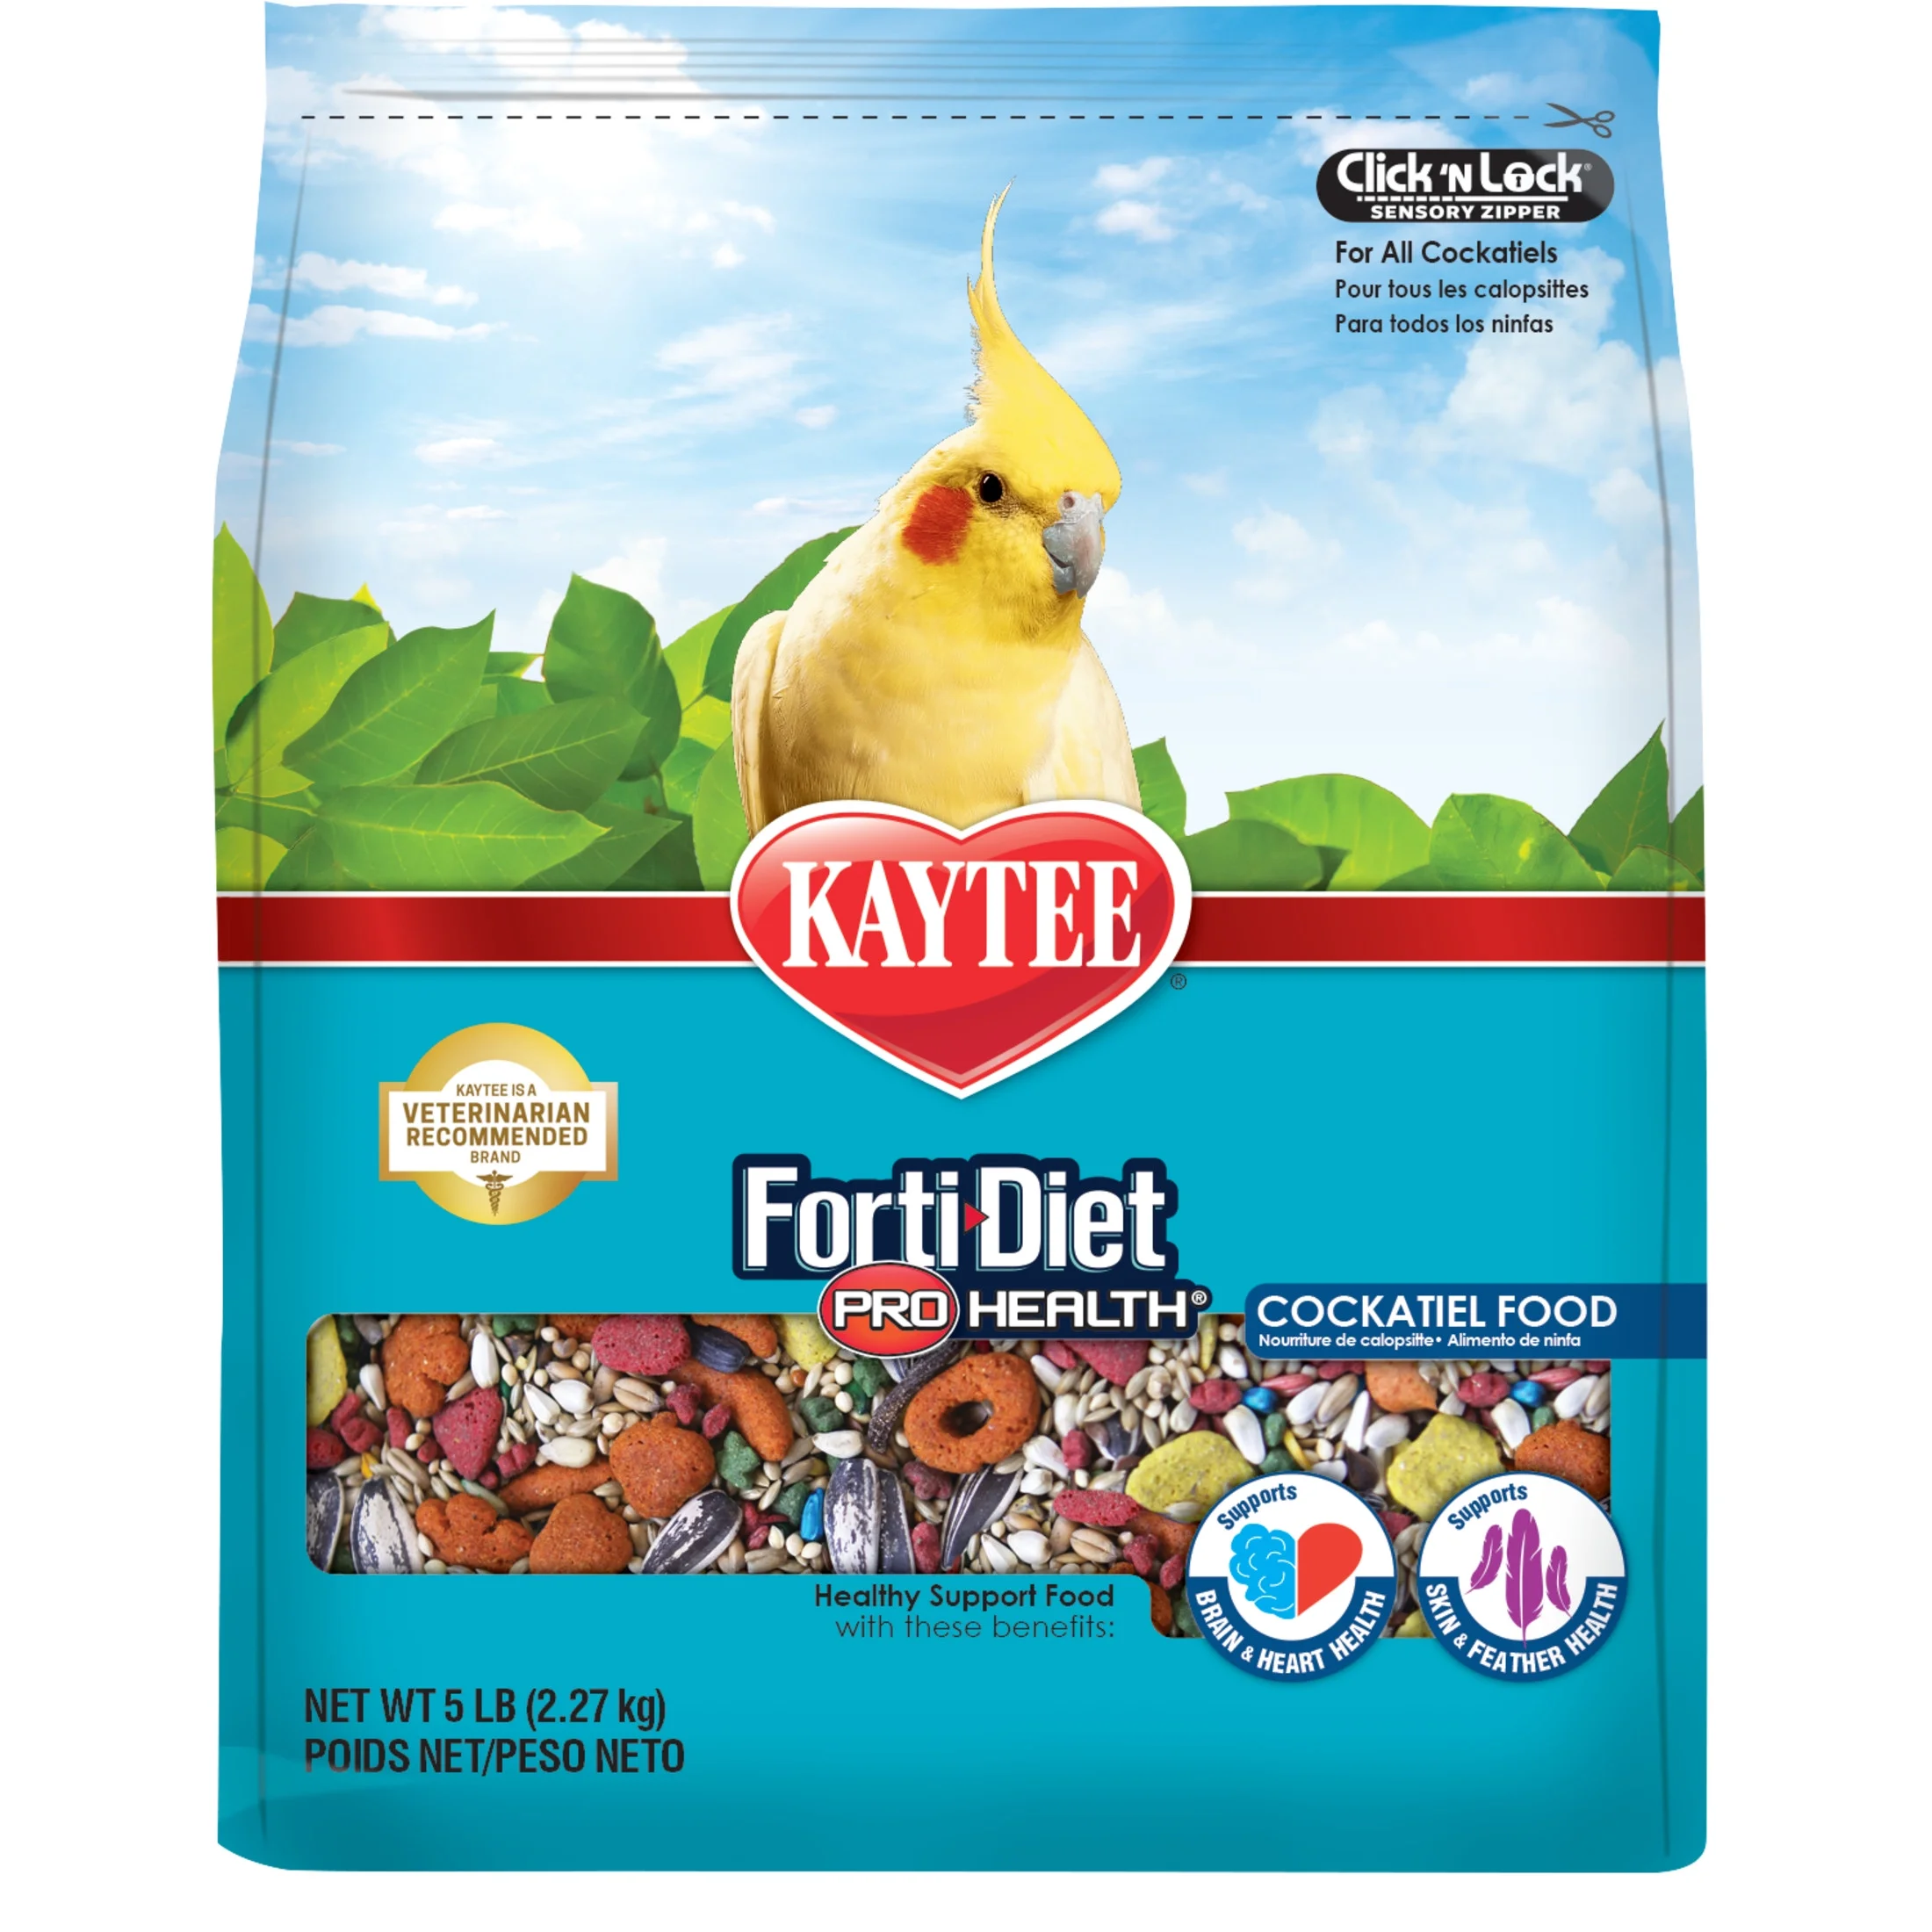 Click 'N Lock®
SENSORY ZIPPER
For All Cockatiels
Pour tous les calopsittes
Para todos los ninfas
KAYTEE®
KAYTEE IS A
VETERINARIAN
RECOMMENDED
BRAND
Forti Diet
PRO HEALTH®
COCKATIEL FOOD
Nourriture de calopsitte • Alimento de ninfa
Healthy Support Food
with these benefits:
Supports
BRAIN & HEART HEALTH
Supports
SKIN & FEATHER HEALTH
NET WT 5 LB (2.27 kg)
POIDS NET/PESO NETO